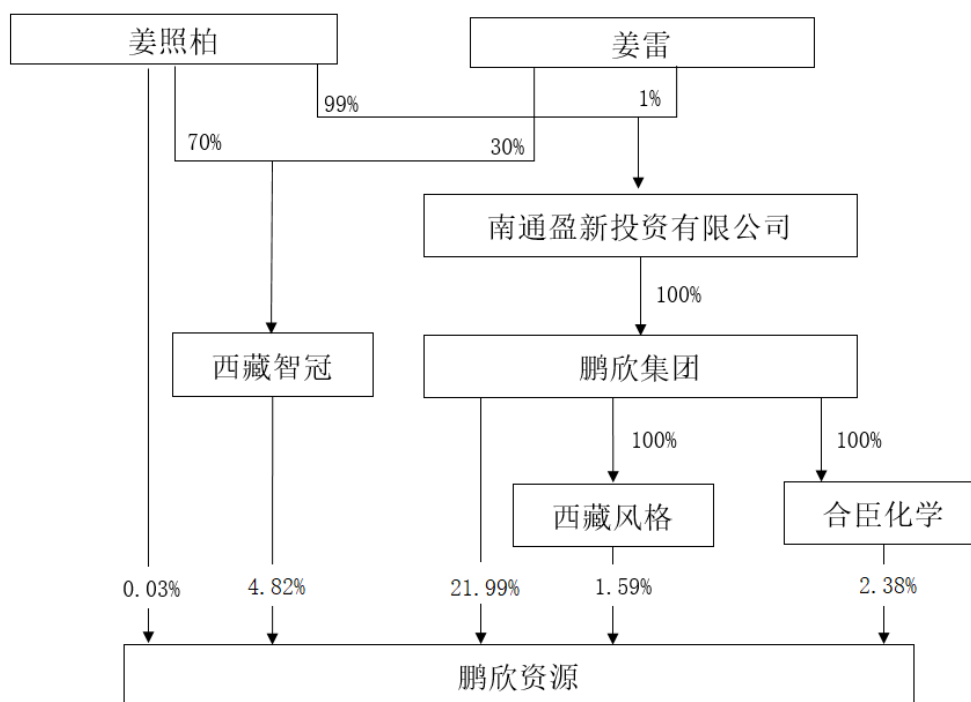 姜照柏
姜雷
99%
1%
70%
30%
南通盈新投资有限公司
100%
西藏智冠
鹏欣集团
100%
100%
西藏风格
合臣化学
0.03%
4.82%
21.99%
1.59%
2.38%
鹏欣资源